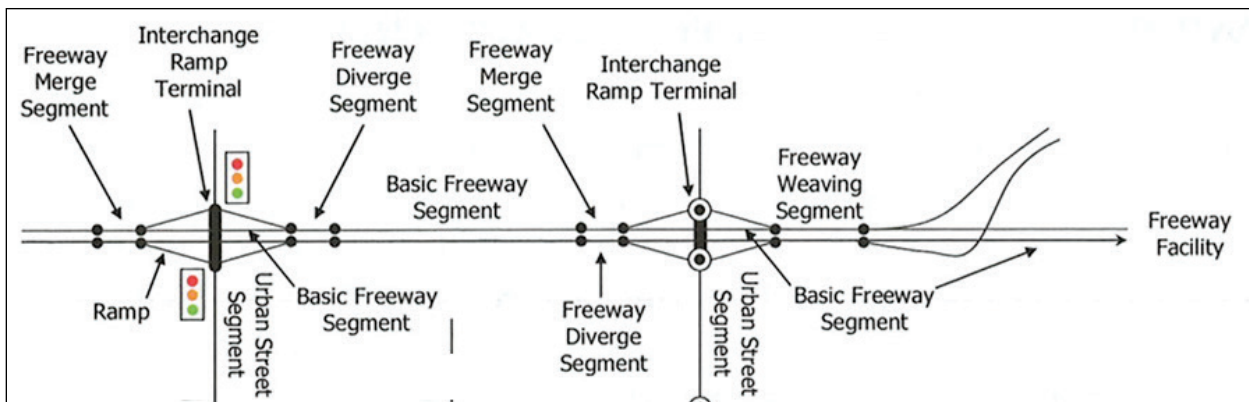 Freeway
Merge
Segment
Interchange
Ramp
Terminal
Freeway
Diverge
Segment
Freeway
Merge
Segment
Interchange
Ramp Terminal
Basic Freeway
Segment
Freeway
Weaving
Segment
Freeway
Facility
Ramp
Urban Street
Segment
Basic Freeway
Segment
Freeway
Diverge
Segment
Urban Street
Segment
Basic Freeway
Segment